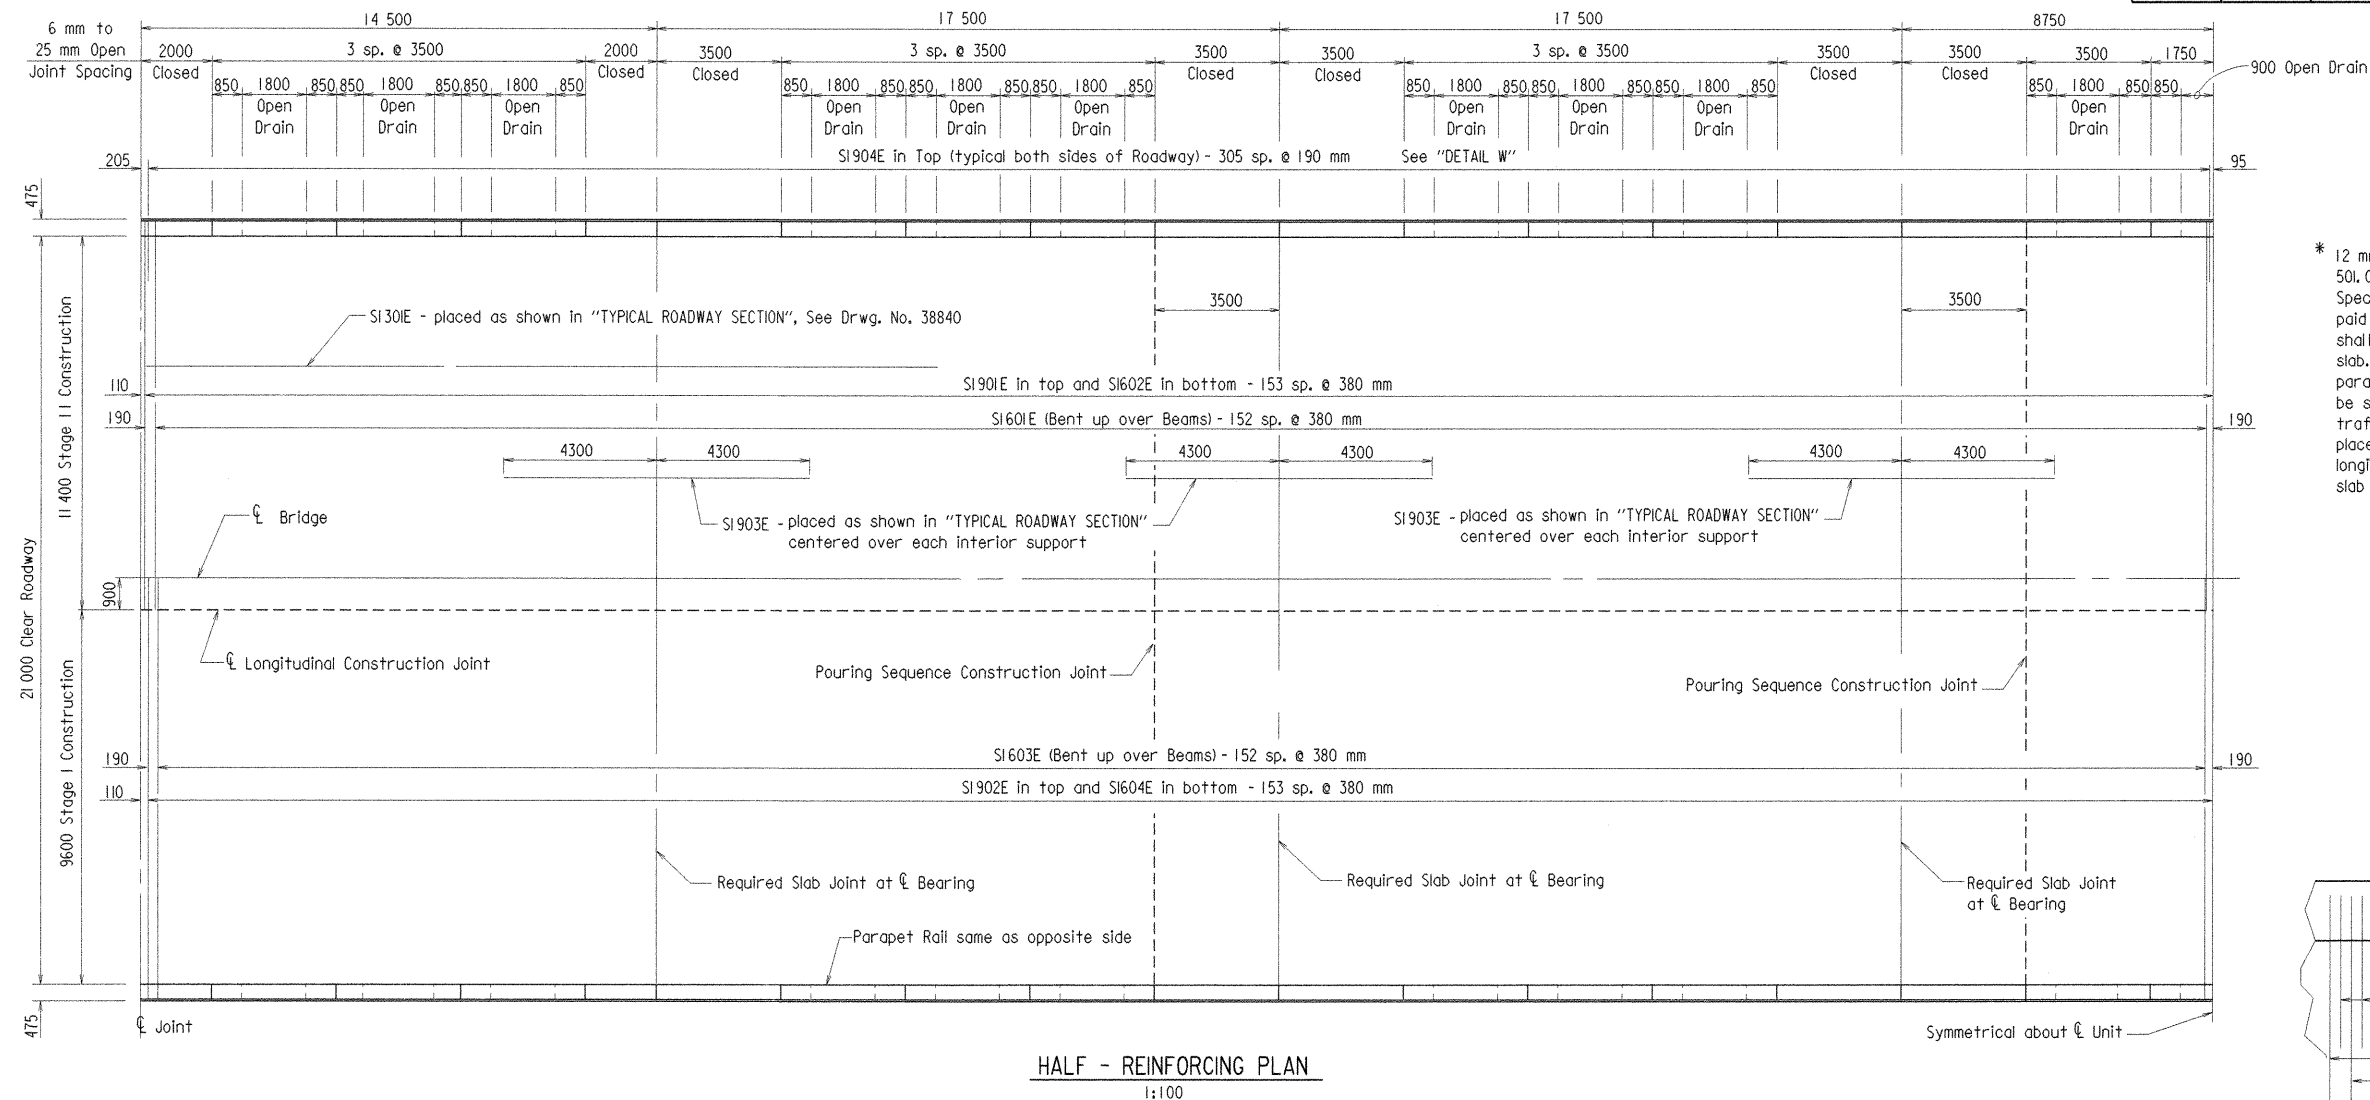 14 500
17 500
17 500
8750
6 mm to
25 mm Open
Joint Spacing
2000
Closed
3 sp. @ 3500
2000
Closed
3500
Closed
3 sp. @ 3500
3500
Closed
3500
Closed
3 sp. @ 3500
3500
Closed
3500
Closed
3500
1750
900 Open Drain
850
1800
Open
Drain
850
850
1800
Open
Drain
850
850
1800
Open
Drain
850
850
1800
Open
Drain
850
850
1800
Open
Drain
850
850
1800
Open
Drain
850
850
1800
Open
Drain
850
850
1800
Open
Drain
850
850
1800
Open
Drain
850
850
1800
Open
Drain
850
850
205
S1904E in Top (typical both sides of Roadway) - 305 sp. @ 190 mm
See "DETAIL W"
95
475
3500
3500
S1301E - placed as shown in "TYPICAL ROADWAY SECTION", See Drwg. No. 38840
110
S1901E in top and S1602E in bottom - 153 sp. @ 380 mm
190
S1601E (Bent up over Beams) - 152 sp. @ 380 mm
190
4300
4300
4300
4300
4300
4300
S1903E - placed as shown in "TYPICAL ROADWAY SECTION"
centered over each interior support
S1903E - placed as shown in "TYPICAL ROADWAY SECTION"
centered over each interior support
℄ Bridge
900
11 400 Stage II Construction
21 000 Clear Roadway
9600 Stage I Construction
℄ Longitudinal Construction Joint
Pouring Sequence Construction Joint
Pouring Sequence Construction Joint
190
S1603E (Bent up over Beams) - 152 sp. @ 380 mm
190
110
S1902E in top and S1604E in bottom - 153 sp. @ 380 mm
Required Slab Joint at ℄ Bearing
Required Slab Joint at ℄ Bearing
Required Slab Joint
at ℄ Bearing
Parapet Rail same as opposite side
475
℄ Joint
Symmetrical about ℄ Unit
HALF - REINFORCING PLAN
1:100
* 12
501.
Spec
paid
shall
slab.
para
be s
traf
place
longi
slab